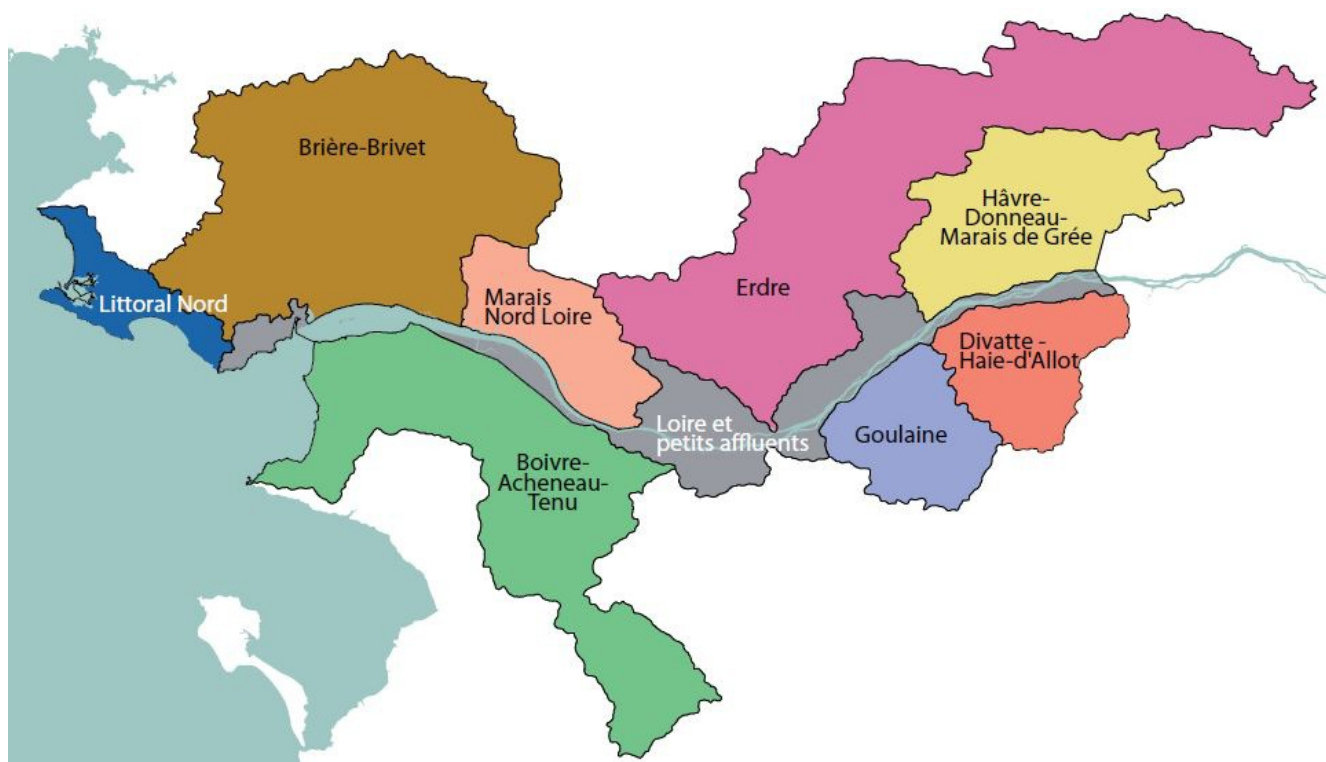 Brière-Brivet
Littoral Nord
Marais
Nord Loire
Erdre
Hâvre-
Donneau-
Marais de Grée
Divatte -
Haie-d'Allot
Goulaine
Loire et
petits affluents
Boivre-
Acheneau-
Tenu